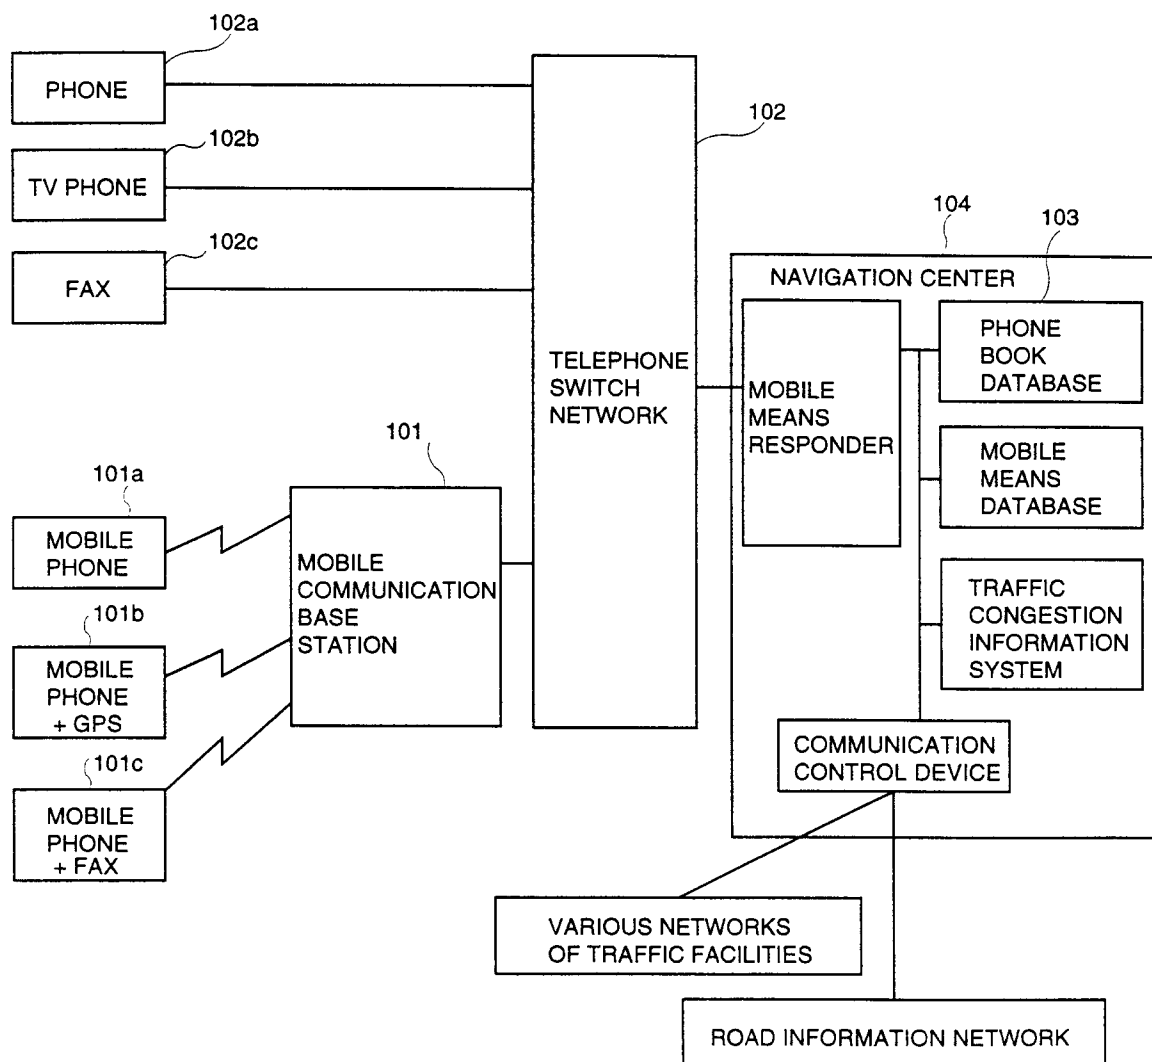 102a
PHONE
102b
TV PHONE
102c
FAX
102
TELEPHONE
SWITCH
NETWORK
104
103
NAVIGATION CENTER
MOBILE
MEANS
RESPONDER
PHONE
BOOK
DATABASE
MOBILE
MEANS
DATABASE
TRAFFIC
CONGESTION
INFORMATION
SYSTEM
COMMUNICATION
CONTROL DEVICE
101
MOBILE
COMMUNICATION
BASE
STATION
101a
MOBILE
PHONE
101b
MOBILE
PHONE
+ GPS
101c
MOBILE
PHONE
+ FAX
VARIOUS NETWORKS
OF TRAFFIC FACILITIES
ROAD INFORMATION NETWORK